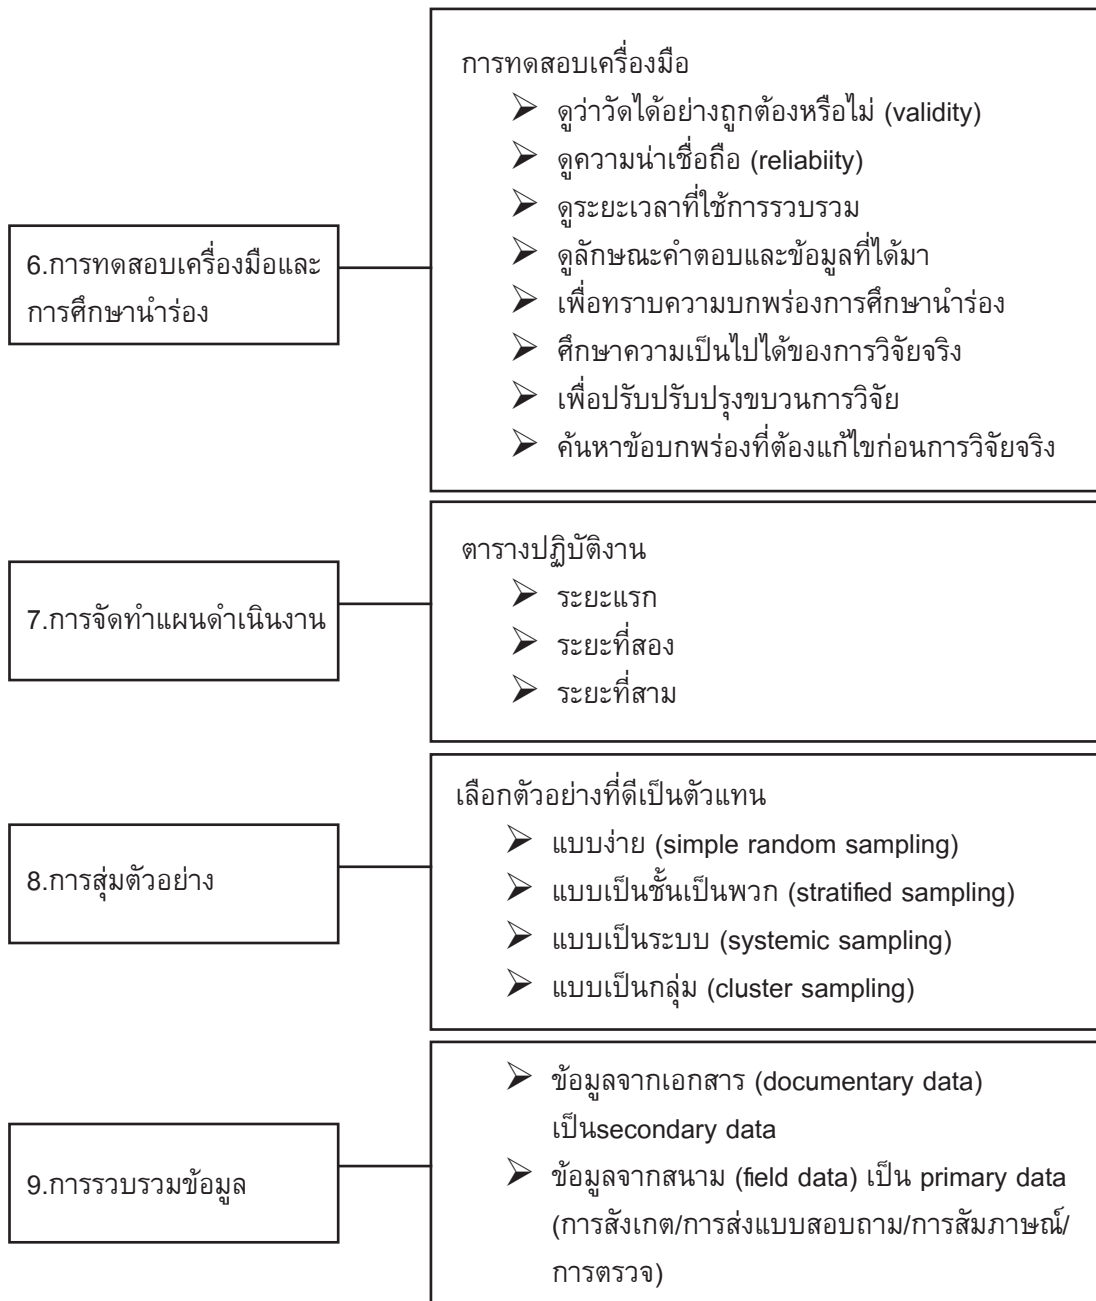 6.การทดสอบเครื่องมือและ
การศึกษานำร่อง
การทดสอบเครื่องมือ
➢ ดูว่าวัดได้อย่างถูกต้องหรือไม่ (validity)
➢ ดูความน่าเชื่อถือ (reliabiity)
➢ ดูระยะเวลาที่ใช้การรวบรวม
➢ ดูลักษณะคำตอบและข้อมูลที่ได้มา
➢ เพื่อทราบความบกพร่องการศึกษานำร่อง
➢ ศึกษาความเป็นไปได้ของการวิจัยจริง
➢ เพื่อปรับปรับปรุงขบวนการวิจัย
➢ ค้นหาข้อบกพร่องที่ต้องแก้ไขก่อนการวิจัยจริง
7.การจัดทำแผนดำเนินงาน
ตารางปฏิบัติงาน
➢ ระยะแรก
➢ ระยะที่สอง
➢ ระยะที่สาม
8.การสุ่มตัวอย่าง
เลือกตัวอย่างที่ดีเป็นตัวแทน
➢ แบบง่าย (simple random sampling)
➢ แบบเป็นชั้นเป็นพวก (stratified sampling)
➢ แบบเป็นระบบ (systemic sampling)
➢ แบบเป็นกลุ่ม (cluster sampling)
9.การรวบรวมข้อมูล
➢ ข้อมูลจากเอกสาร (documentary data)
เป็นsecondary data
➢ ข้อมูลจากสนาม (field data) เป็น primary data
(การสังเกต/การส่งแบบสอบถาม/การสัมภาษณ์/
การตรวจ)